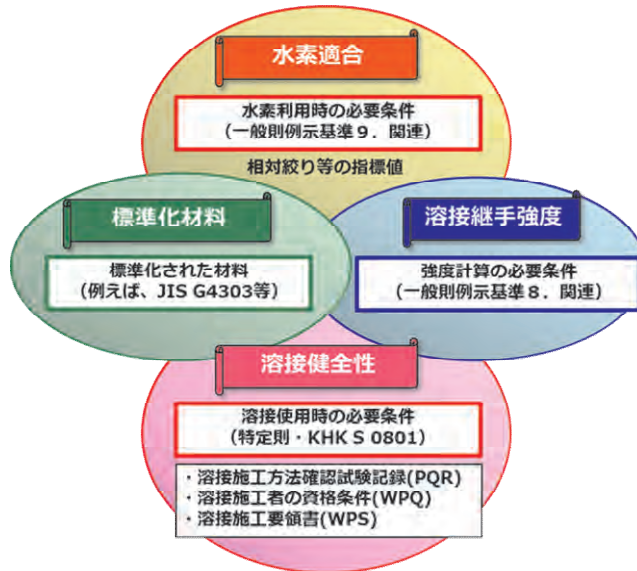 水素適合
水素利用時の必要条件
（一般則例示基準９．関連）
相対絞り等の指標値
標準化材料
標準化された材料
（例えば、JIS G4303等）
溶接継手強度
強度計算の必要条件
（一般則例示基準８．関連）
溶接健全性
溶接使用時の必要条件
（特定則・KHK S 0801）
・溶接施工方法確認試験記録(PQR)
・溶接施工者の資格条件(WPQ)
・溶接施工要領書(WPS)